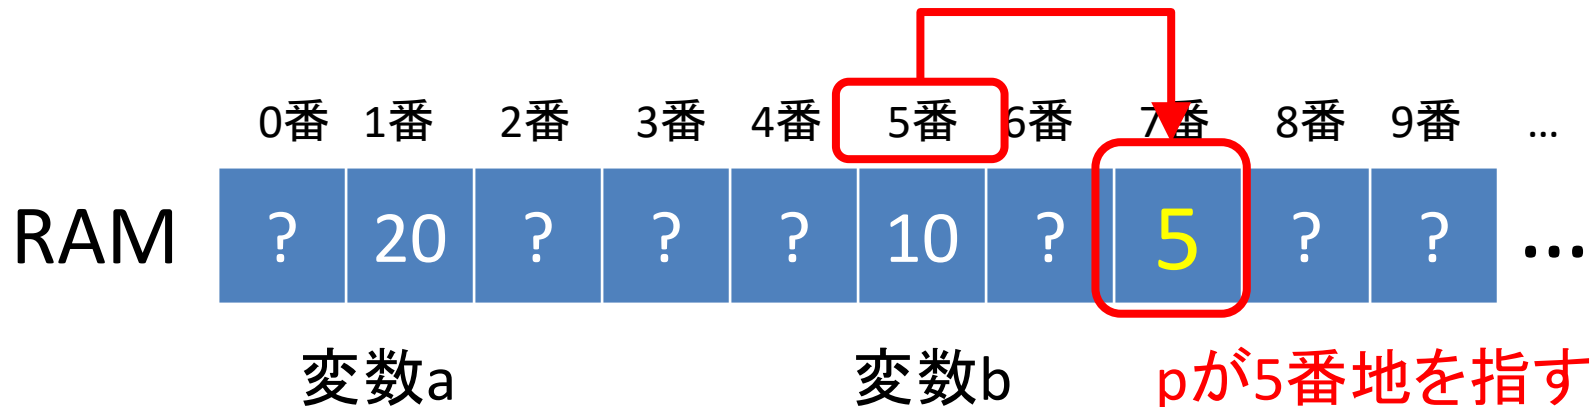 0番 1番 2番 3番 4番 5番 6番 7番 8番 9番 ...
RAM ? 20 ? ? ? 10 ? 5 ? ? ...
変数a 変数b pが5番地を指す